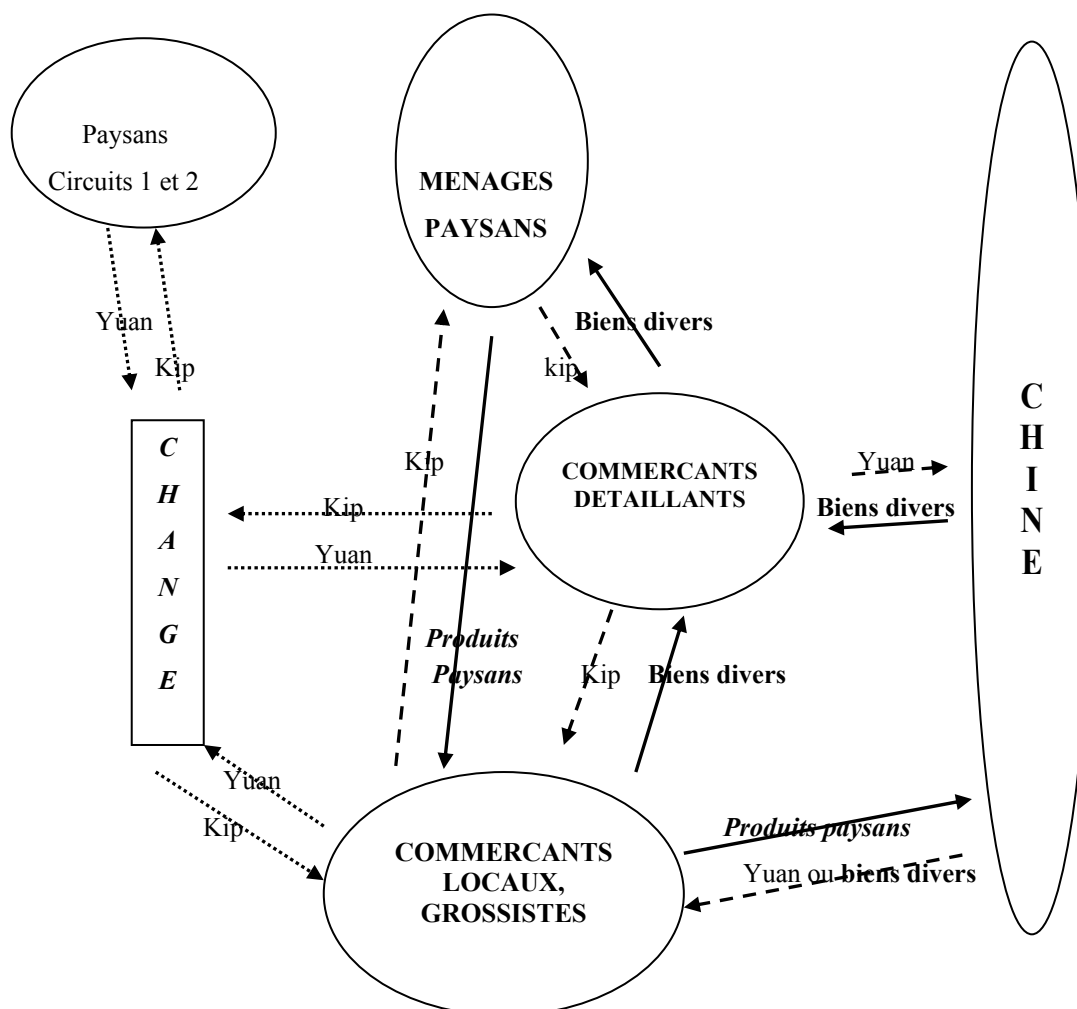 Paysans
Circuits 1 et 2
MENAGES
PAYSANS
Yuan
Kip
Biens divers
kip
C
H
A
N
G
E
Kip
COMMERCANTS
DETAILLANTS
Yuan
Biens divers
C
H
I
N
E
Kip
Yuan
Produits
Paysans
Kip
Biens divers
Yuan
Kip
COMMERCANTS
LOCAUX,
GROSSISTES
Produits paysans
Yuan ou biens divers